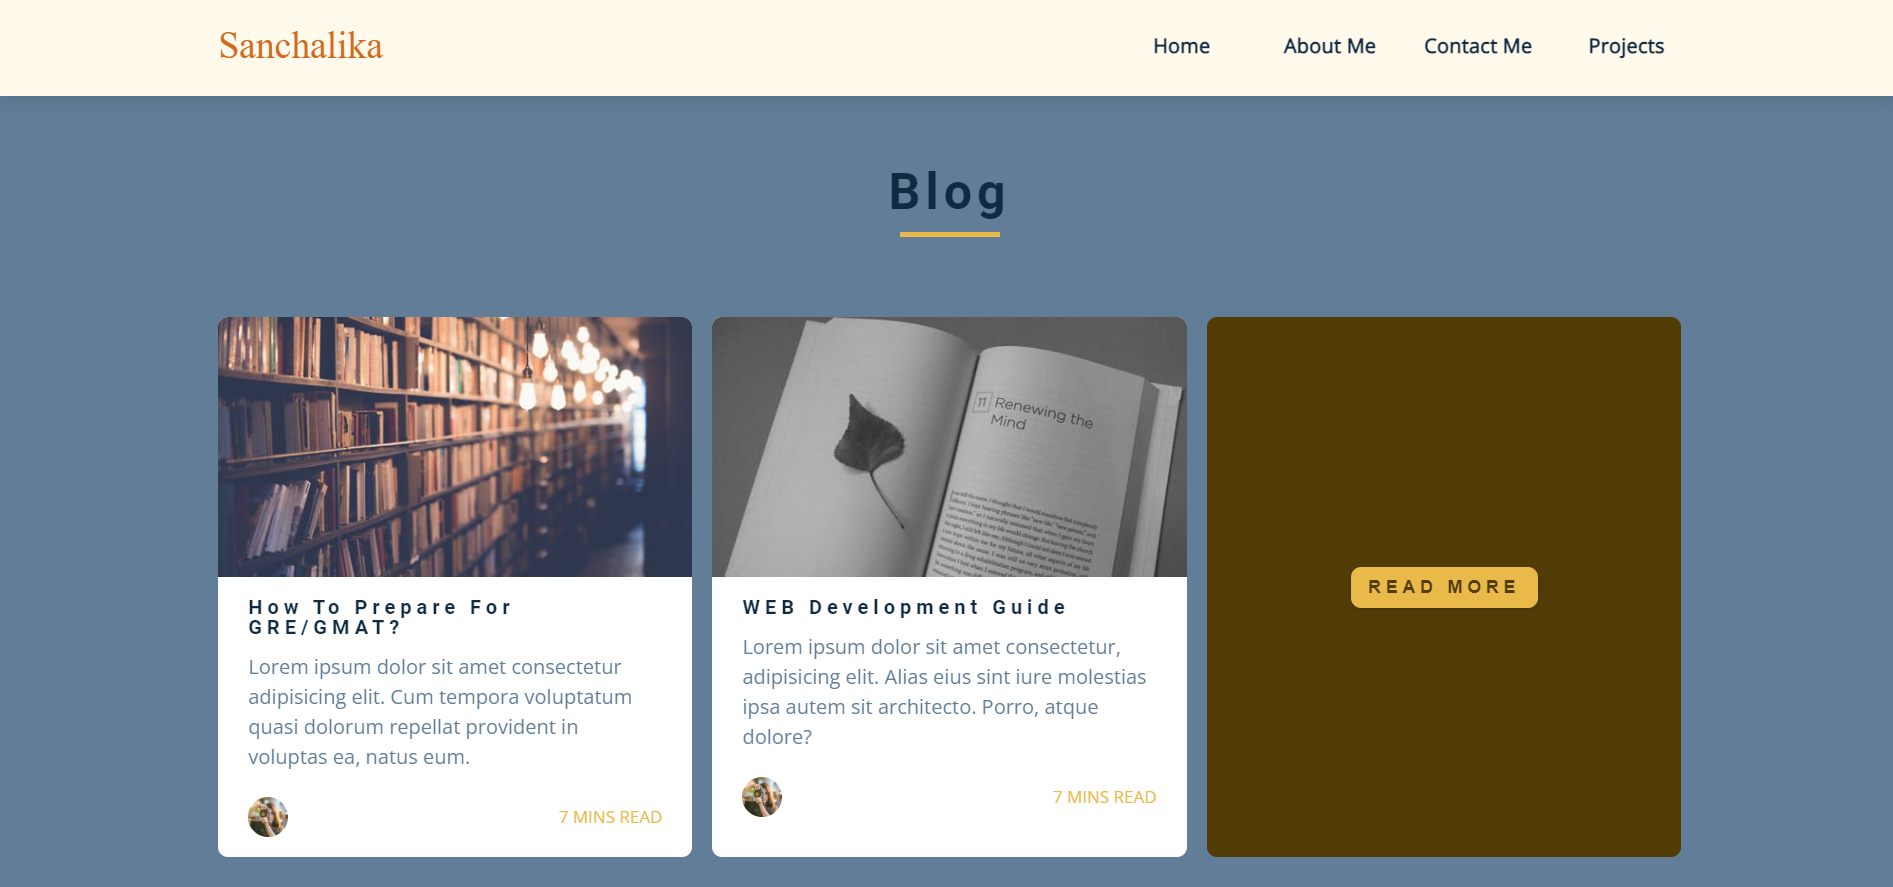 Sanchalika
Home About Me Contact Me Projects
Blog
11 Renewing the
Mind
How To Prepare For
GRE/GMAT?
Lorem ipsum dolor sit amet consectetur
adipisicing elit. Cum tempora voluptatum
quasi dolorum repellat provident in
voluptas ea, natus eum.
7 MINS READ
WEB Development Guide
Lorem ipsum dolor sit amet consectetur,
adipisicing elit. Alias eius sint iure molestias
ipsa autem sit architecto. Porro, atque
dolore?
7 MINS READ
READ MORE